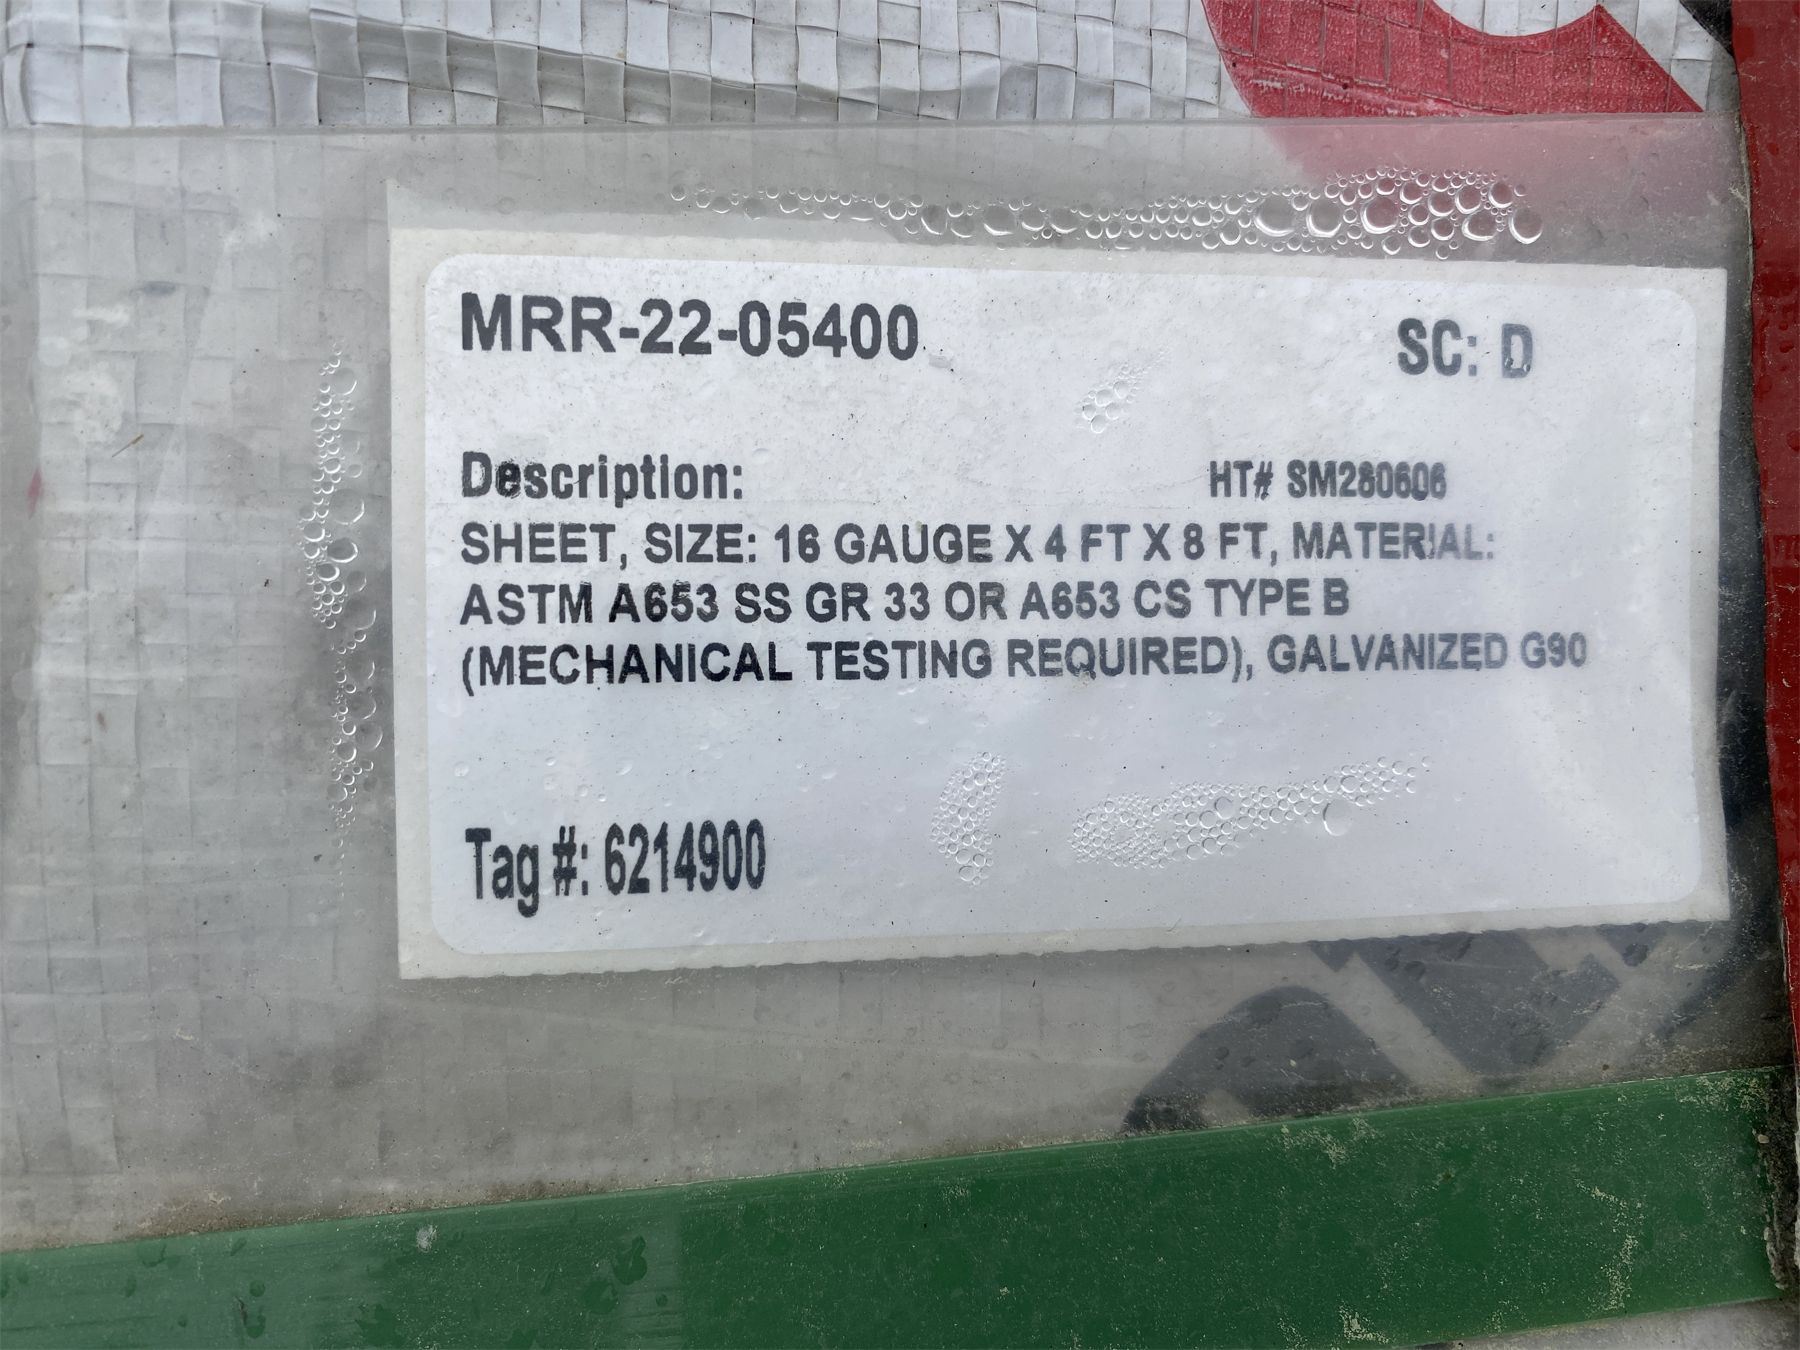 MRR-22-05400 SC: D
Description: HT# SM280606
SHEET, SIZE: 16 GAUGE X 4 FT X 8 FT, MATERIAL:
ASTM A653 SS GR 33 OR A653 CS TYPE B
(MECHANICAL TESTING REQUIRED), GALVANIZED G90
Tag #: 6214900